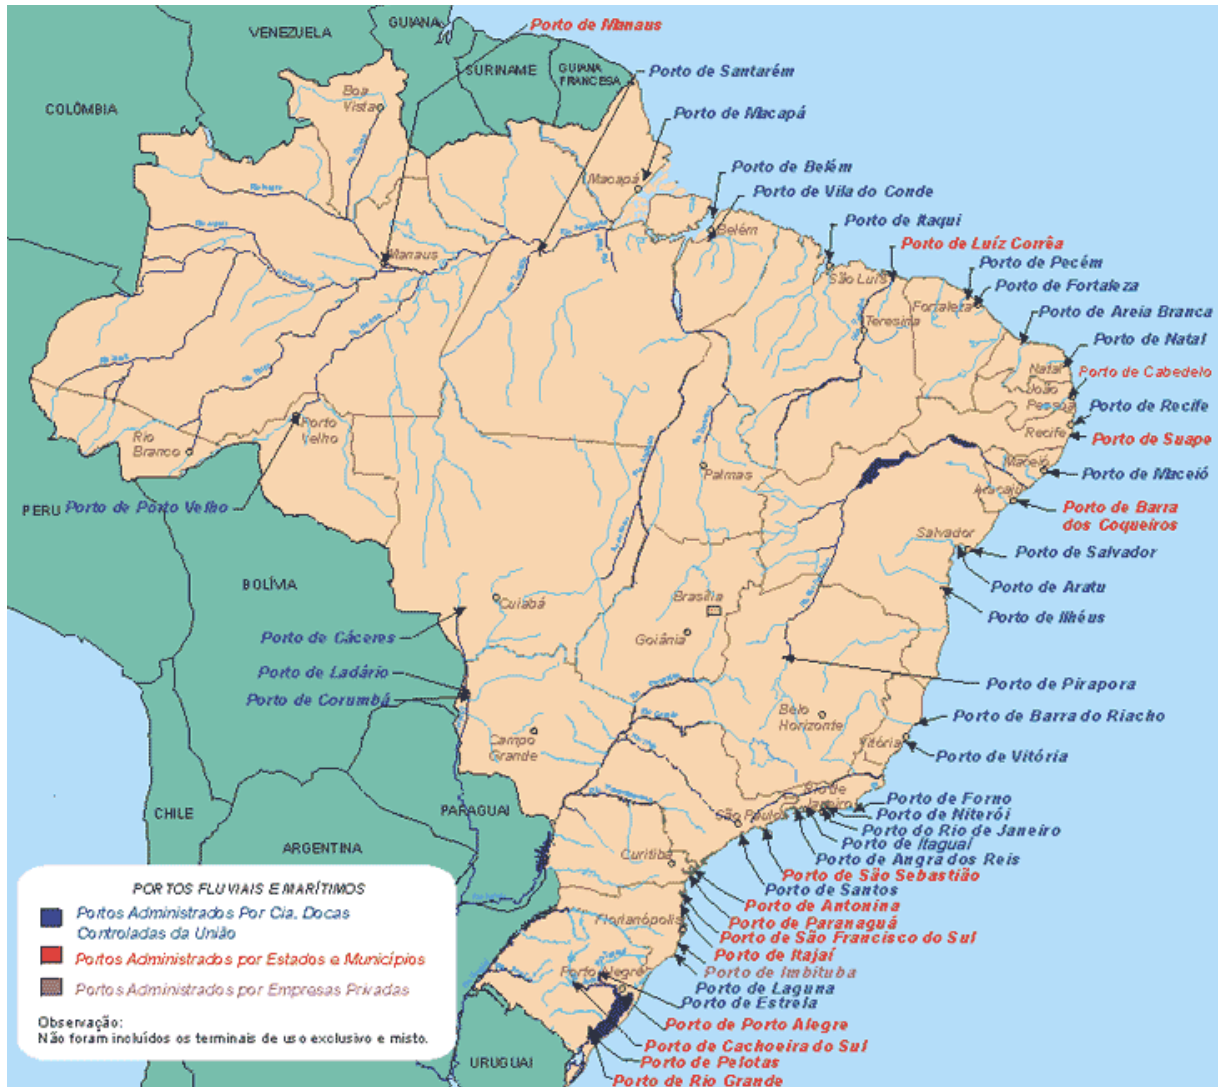 Porto de Manaus
GUIANA
VENEZUELA
SURINAME
GUIANA
FRANCESA
Porto de Santarém
COLÔMBIA
Boa
Vista
Porto de Macapá
Macapá
Porto de Belém
Porto de Vila do Conde
Belém
Porto de Itaqui
Manaus
Porto de Luíz Corrêa
São Luís
Porto de Pecém
Porto de Fortaleza
Fortaleza
Porto de Areia Branca
Teresina
Porto de Natal
Natal
Porto de Cabedelo
João
Pessoa
Porto de Recife
Recife
Porto de Suape
Porto
Velho
Rio
Branco
Maceió
Porto de Maceió
Palmas
Aracaju
PERU
Porto de Pôrto Velho
Porto de Barra
dos Coqueiros
Salvador
Porto de Salvador
BOLÍMA
Porto de Aratu
Cuiabá
Brasília
Porto de Ilhéus
Porto de Cáceres
Goiânia
Porto de Ladário
Porto de Pirapora
Porto de Corumbá
Belo
Horizonte
Porto de Barra do Riacho
Campo
Grande
Vitória
Porto de Vitória
CHILE
PARAGUAI
Rio de
Janeiro
Porto de Forno
São Paulo
Porto de Niterói
Porto do Rio de Janeiro
Porto de Itaguaí
ARGENTINA
Curitiba
Porto de Angra dos Reis
Porto de São Sebastião
Porto de Santos
Porto de Antonina
Florianópolis
Porto de Paranaguá
Porto de São Francisco do Sul
Porto de Itajaí
Porto Alegre
Porto de Imbituba
Porto de Laguna
Porto de Estrela
Porto de Porto Alegre
Porto de Cachoeira do Sul
URUGUAI
Porto de Pelotas
Porto de Rio Grande
PORTOS FLUVIAIS E MARÍTIMOS
Portos Administrados Por Cia. Docas
Controladas da União
Portos Administrados por Estados e Municípios
Portos Administrados por Empresas Privadas
Observação:
Não foram incluídos os terminais de uso exclusivo e misto.